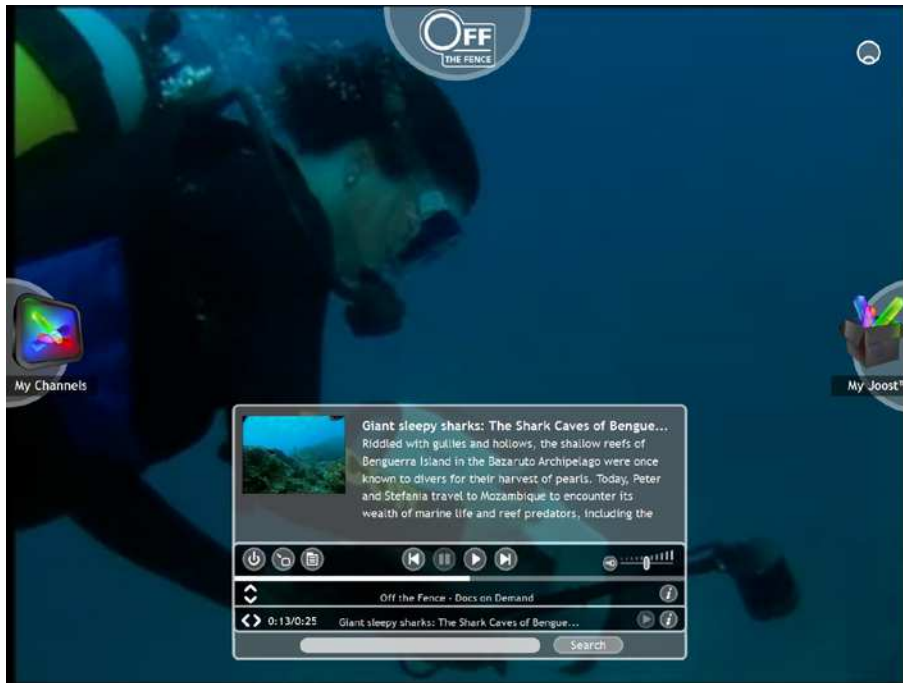 OFF
THE FENCE
My Channels
My Joost™
Giant sleepy sharks: The Shark Caves of Bengue...
Riddled with gullies and hollows, the shallow reefs of
Benguerra Island in the Bazaruto Archipelago were once
known to divers for their harvest of pearls. Today, Peter
and Stefania travel to Mozambique to encounter its
wealth of marine life and reef predators, including the
Off the Fence - Docs on Demand
0:13/0:25 Giant sleepy sharks: The Shark Caves of Bengue...
Search